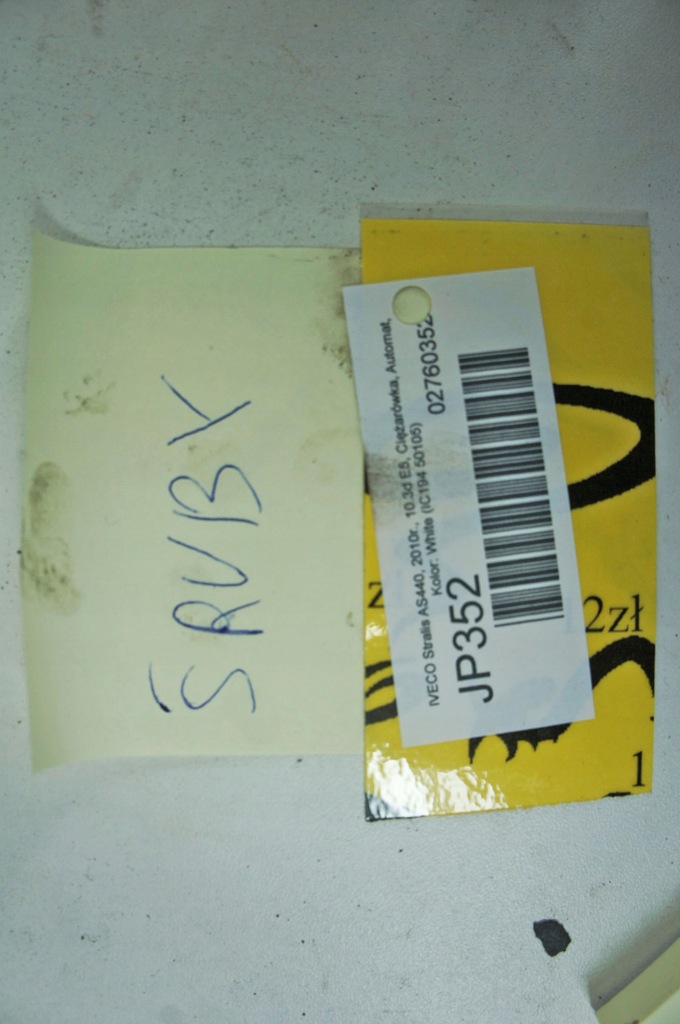 ŚRUBY
IVECO Stralis AS440, 2010r., 10.3d E5, Ciężarówka, Automat,
Kolor: White (IC194 50105)
JP352
02760352
2zł
1